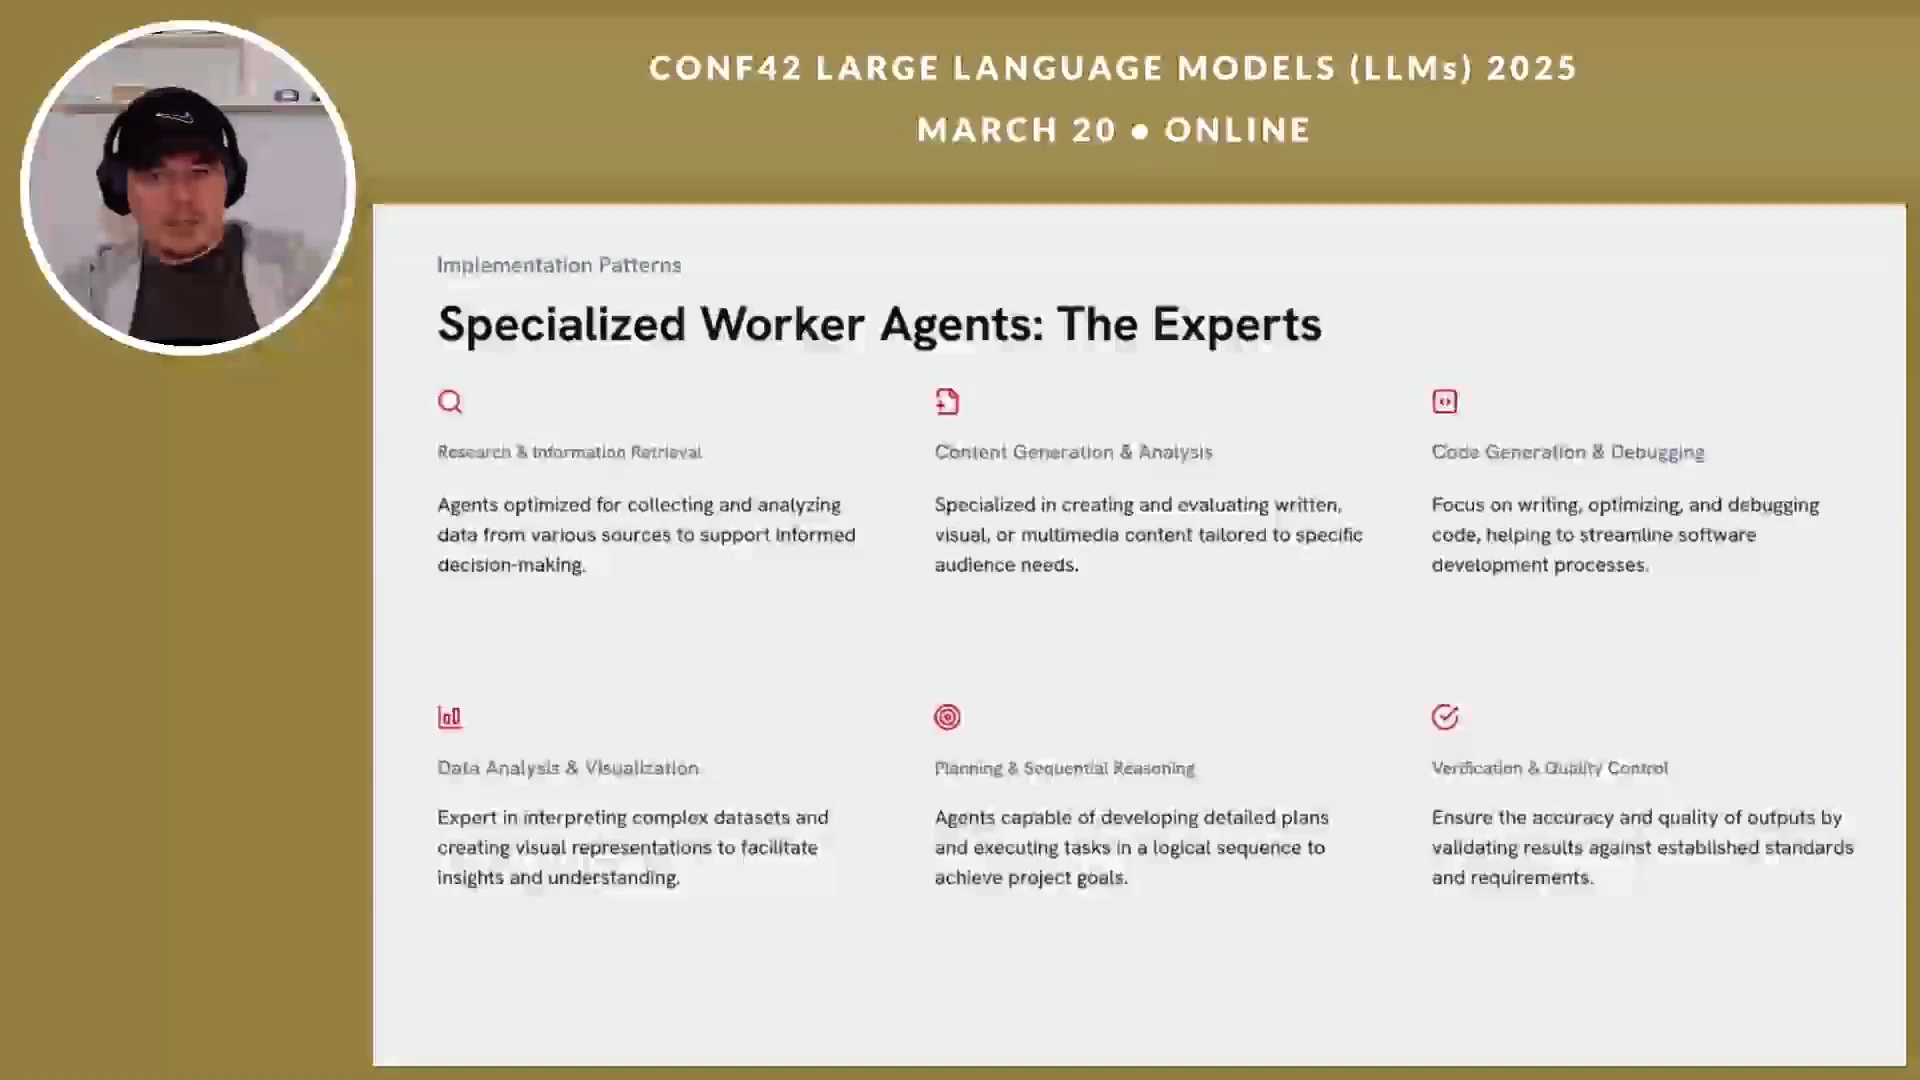 CONF42 LARGE LANGUAGE MODELS (LLMs) 2025
MARCH 20 ● ONLINE
Implementation Patterns
Specialized Worker Agents: The Experts
Research & Information Retrieval
Agents optimized for collecting and analyzing
data from various sources to support informed
decision-making.
Content Generation & Analysis
Specialized in creating and evaluating written,
visual, or multimedia content tailored to specific
audience needs.
Code Generation & Debugging
Focus on writing, optimizing, and debugging
code, helping to streamline software
development processes.
Data Analysis & Visualization
Expert in interpreting complex datasets and
creating visual representations to facilitate
insights and understanding.
Planning & Sequential Reasoning
Agents capable of developing detailed plans
and executing tasks in a logical sequence to
achieve project goals.
Verification & Quality Control
Ensure the accuracy and quality of outputs by
validating results against established standards
and requirements.